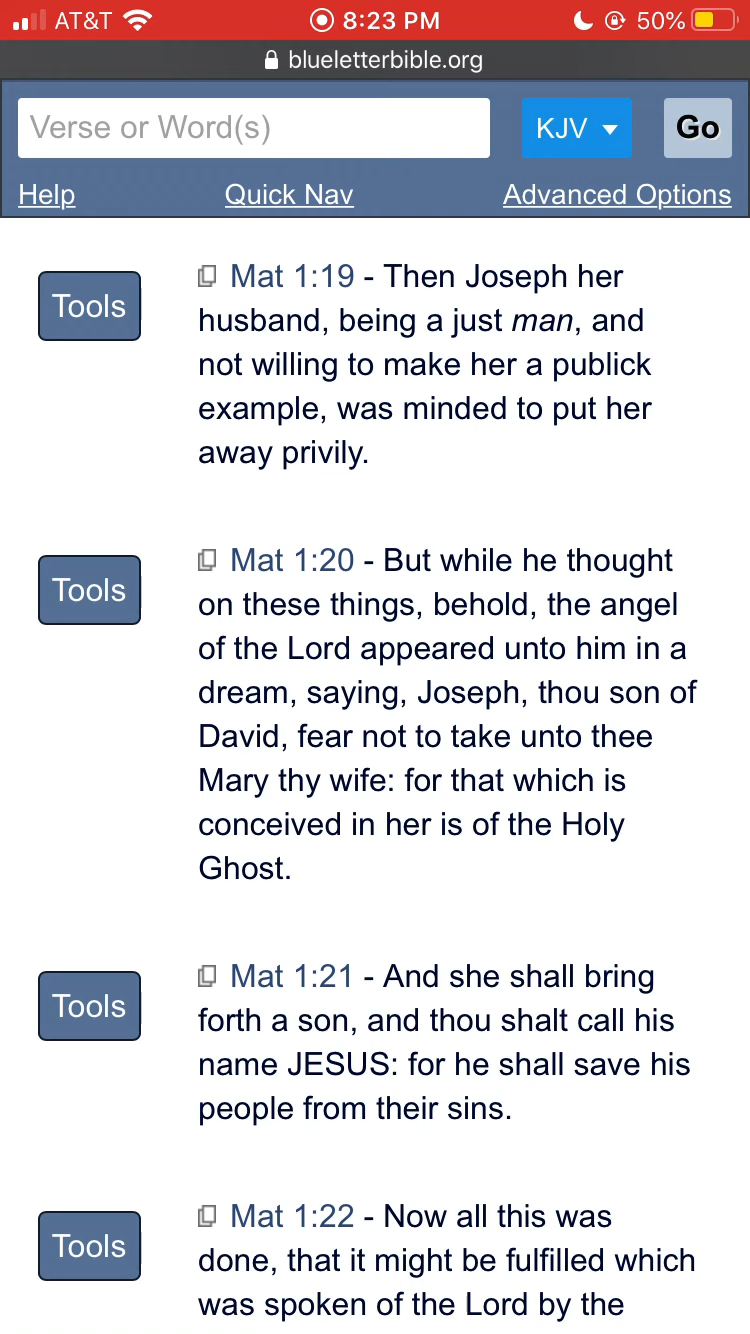 AT&T 8:23 PM 50%
blueletterbible.org
Verse or Word(s) KJV Go
Help Quick Nav Advanced Options
Tools
Mat 1:19 - Then Joseph her
husband, being a just man, and
not willing to make her a publick
example, was minded to put her
away privily.
Tools
Mat 1:20 - But while he thought
on these things, behold, the angel
of the Lord appeared unto him in a
dream, saying, Joseph, thou son of
David, fear not to take unto thee
Mary thy wife: for that which is
conceived in her is of the Holy
Ghost.
Tools
Mat 1:21 - And she shall bring
forth a son, and thou shalt call his
name JESUS: for he shall save his
people from their sins.
Tools
Mat 1:22 - Now all this was
done, that it might be fulfilled which
was spoken of the Lord by the